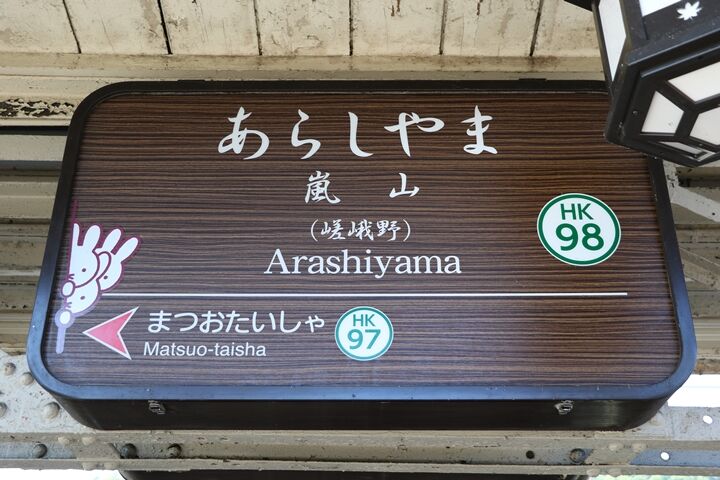 あらしやま
嵐 山
(嵯峨野)
Arashiyama
HK
98
まつおたいしゃ
Matsuo-taisha
HK
97